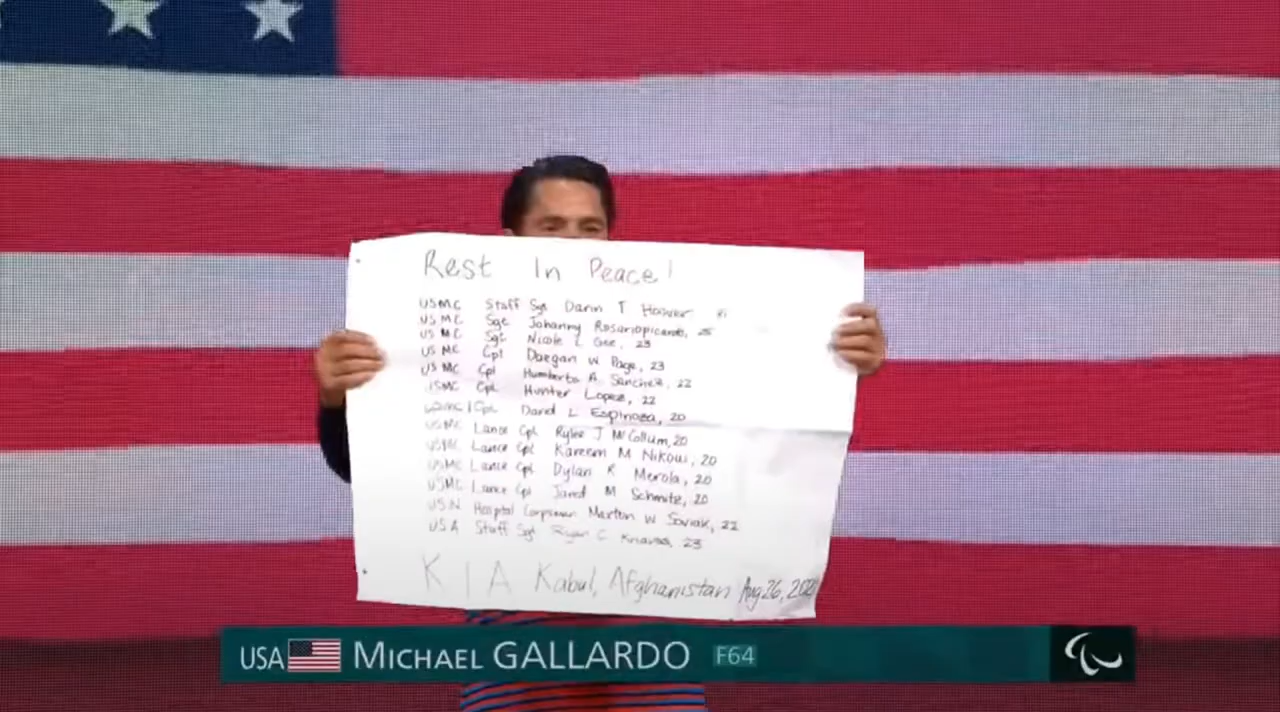 Rest In Peace!
USMC Staff Sgt Darin T Hoover 31
USMC Sgt Johanny Rosariopicardo, 25
USMC Sgt Nicole L Gee, 23
USMC Cpl Daegan W Page, 23
USMC Cpl Humberto A. Sanchez, 22
USMC Cpl Hunter Lopez, 22
USMC lCpl David L Espinoza, 20
USMC Lance Cpl Rylee J McCollum, 20
USMC Lance Cpl Kareem M Nikoui, 20
USMC Lance Cpl Dylan R Merola, 20
USMC Lance Cpl Jared M Schmitz, 20
USN Hospital Corpsman Maxton W Soviak, 22
USA Staff Sgt Ryan C Knauss, 23
KIA Kabul, Afghanistan Aug 26, 2021
USA MICHAEL GALLARDO F64